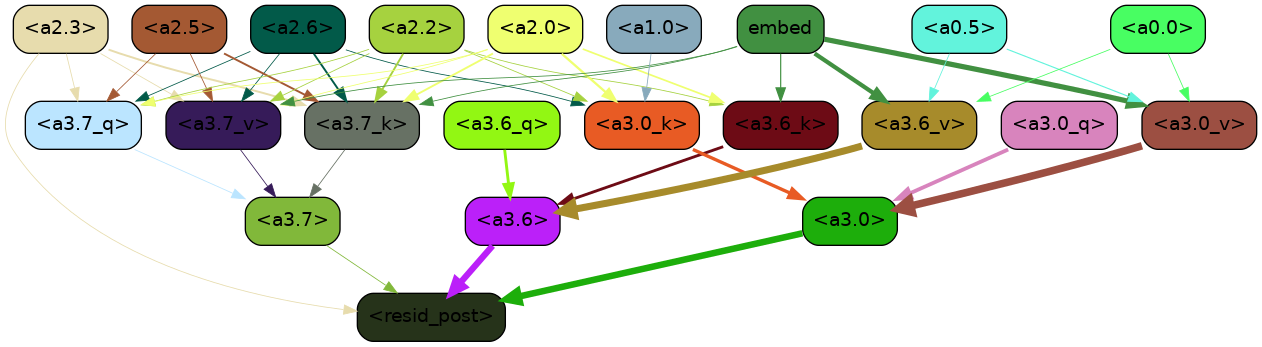 <a2.3> <a2.5> <a2.6> <a2.2> <a2.0> <a1.0> embed <a0.5> <a0.0>
<a3.7_q> <a3.7_v> <a3.7_k> <a3.6_q> <a3.0_k> <a3.6_k> <a3.6_v> <a3.0_q> <a3.0_v>
<a3.7> <a3.6> <a3.0>
<resid_post>